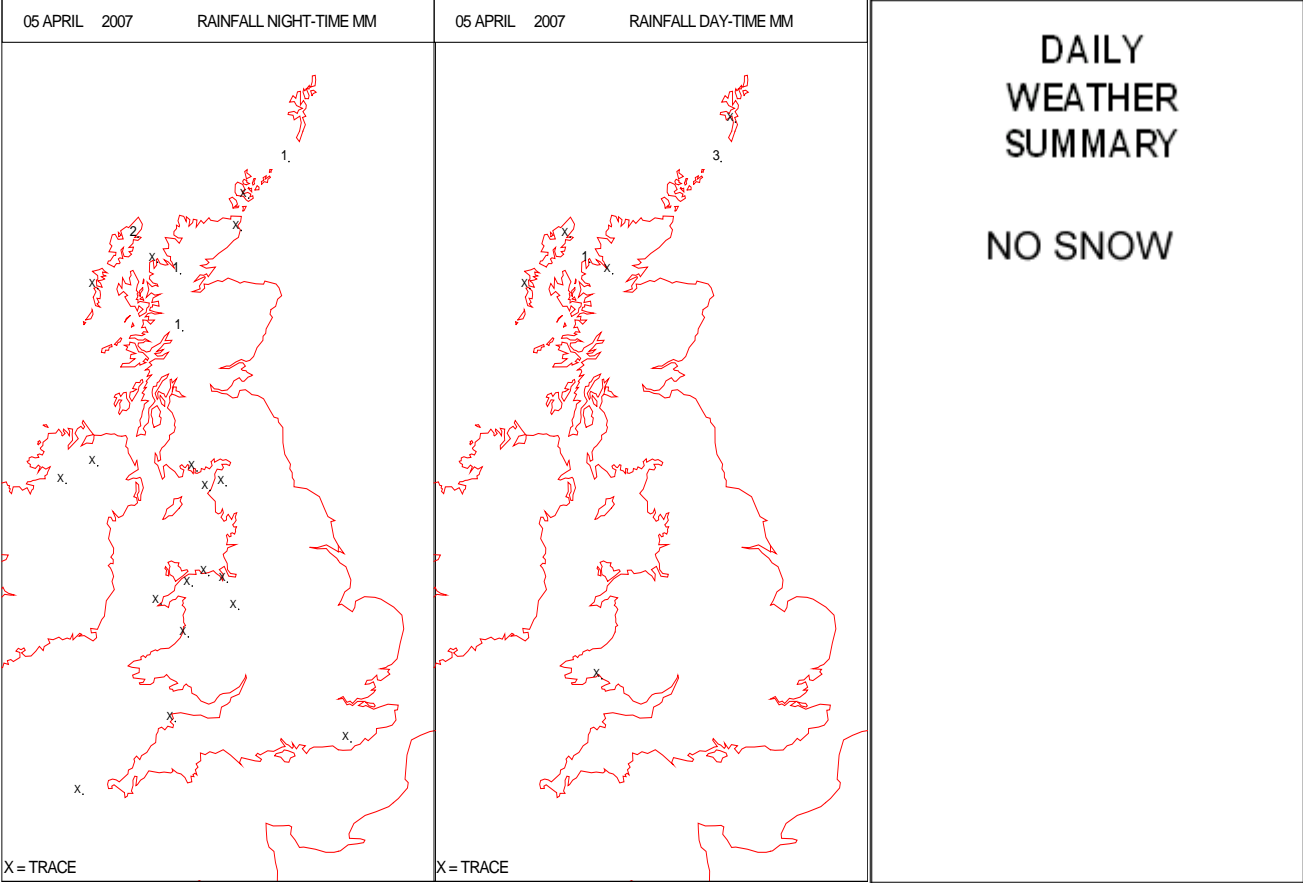 05 APRIL 2007 RAINFALL NIGHT-TIME MM
1.
X.
X.
2.
X
1.
X.
1.
X.
X.
X.
X.
X.
X.
X.
X.
X.
X.
X.
X.
X.
X.
X = TRACE
05 APRIL 2007 RAINFALL DAY-TIME MM
X.
3.
X.
1
X.
X.
X.
X = TRACE
DAILY
WEATHER
SUMMARY
NO SNOW